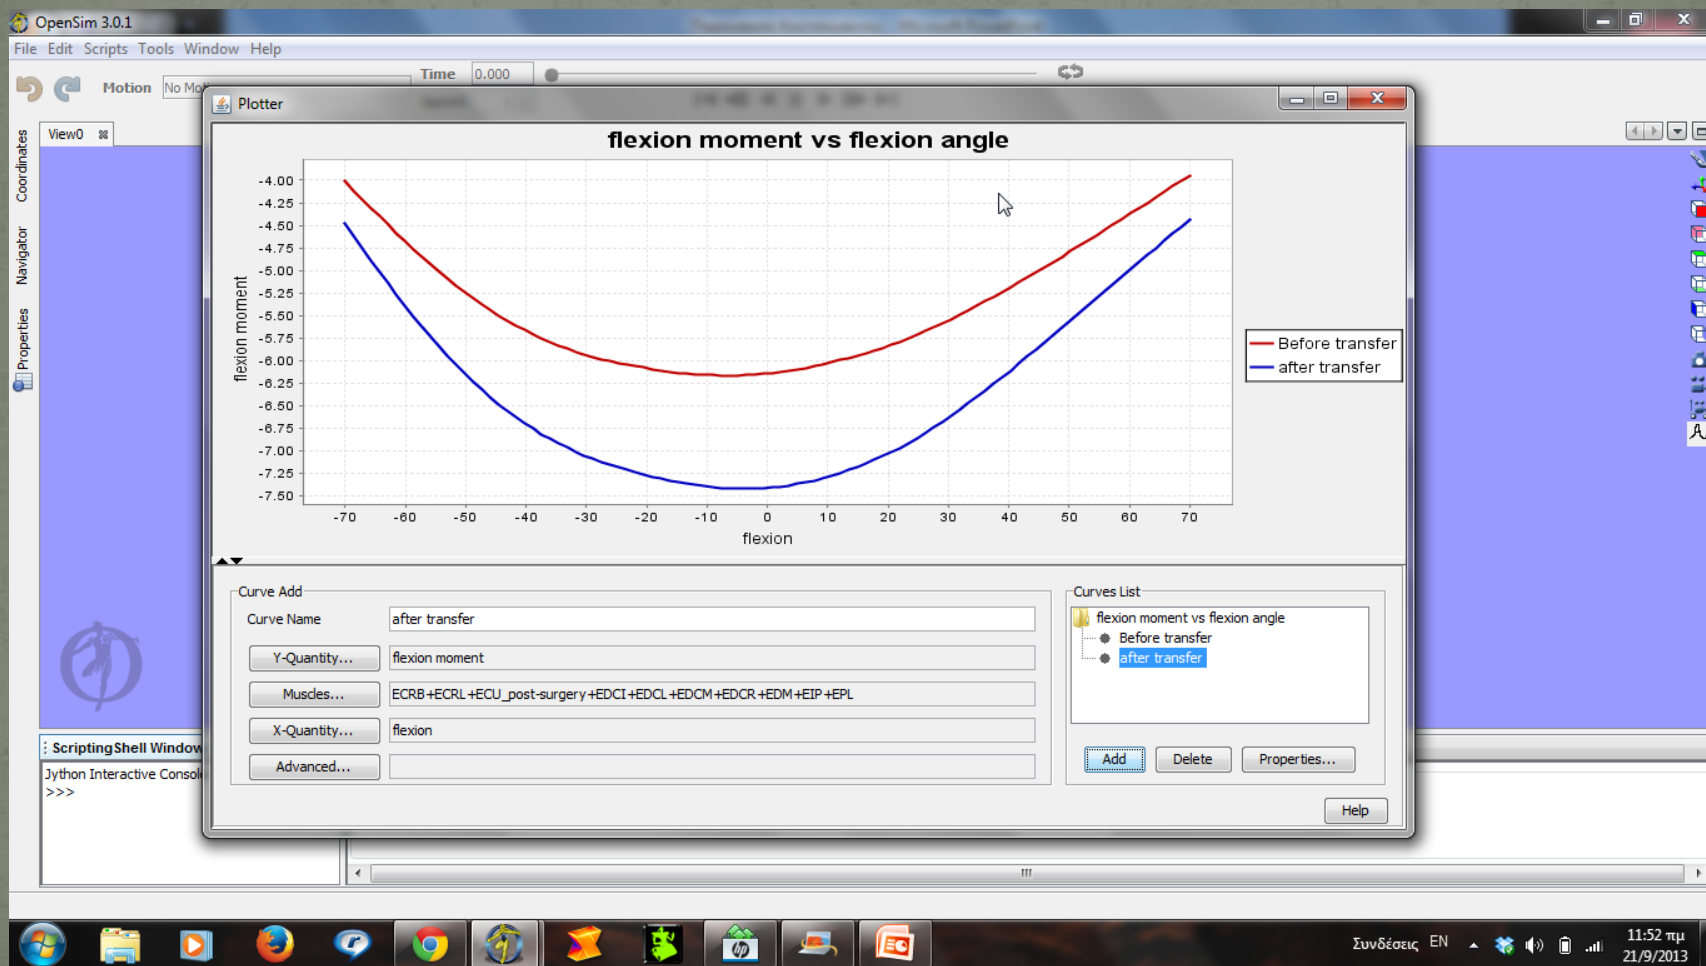 OpenSim 3.0.1
File Edit Scripts Tools Window Help
Motion No Mot
Time 0.000
Plotter
View0
Coordinates
Navigator
Properties
flexion moment vs flexion angle
flexion moment
-4.00
-4.25
-4.50
-4.75
-5.00
-5.25
-5.50
-5.75
-6.00
-6.25
-6.50
-6.75
-7.00
-7.25
-7.50
-70 -60 -50 -40 -30 -20 -10 0 10 20 30 40 50 60 70
flexion
Before transfer
after transfer
Curve Add
Curve Name after transfer
Y-Quantity... flexion moment
Muscles... ECRB+ECRL+ECU_post-surgery+EDCI+EDCL+EDCM+EDCR+EDM+EIP+EPL
X-Quantity... flexion
Advanced...
Curves List
flexion moment vs flexion angle
Before transfer
after transfer
Add Delete Properties...
Help
ScriptingShell Window
Jython Interactive Consol
>>>
hp
Συνδέσεις EN
11:52 πμ
21/9/2013